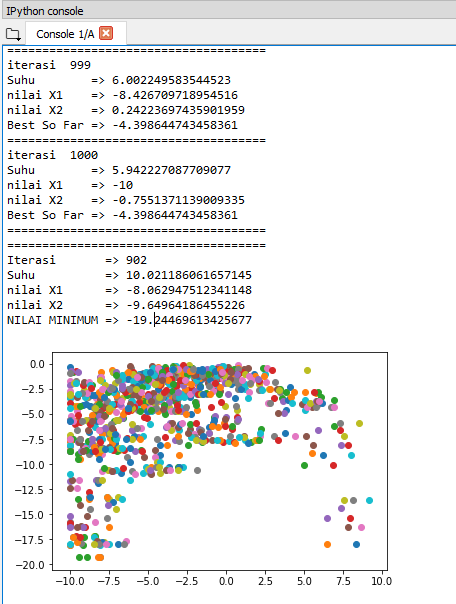 IPython console
Console 1/A
=====================================
iterasi  999
Suhu        => 6.002249583544523
nilai X1    => -8.426709718954516
nilai X2    => 0.24223697435901959
Best So Far => -4.398644743458361
=====================================
iterasi  1000
Suhu        => 5.942227087709077
nilai X1    => -10
nilai X2    => -0.7551371139009335
Best So Far => -4.398644743458361
=====================================
=====================================
Iterasi       => 902
Suhu          => 10.021186061657145
nilai X1      => -8.062947512341148
nilai X2      => -9.64964186455226
NILAI MINIMUM => -19.24469613425677
0.0
−2.5
−5.0
−7.5
−10.0
−12.5
−15.0
−17.5
−20.0
−10.0 −7.5 −5.0 −2.5 0.0 2.5 5.0 7.5 10.0